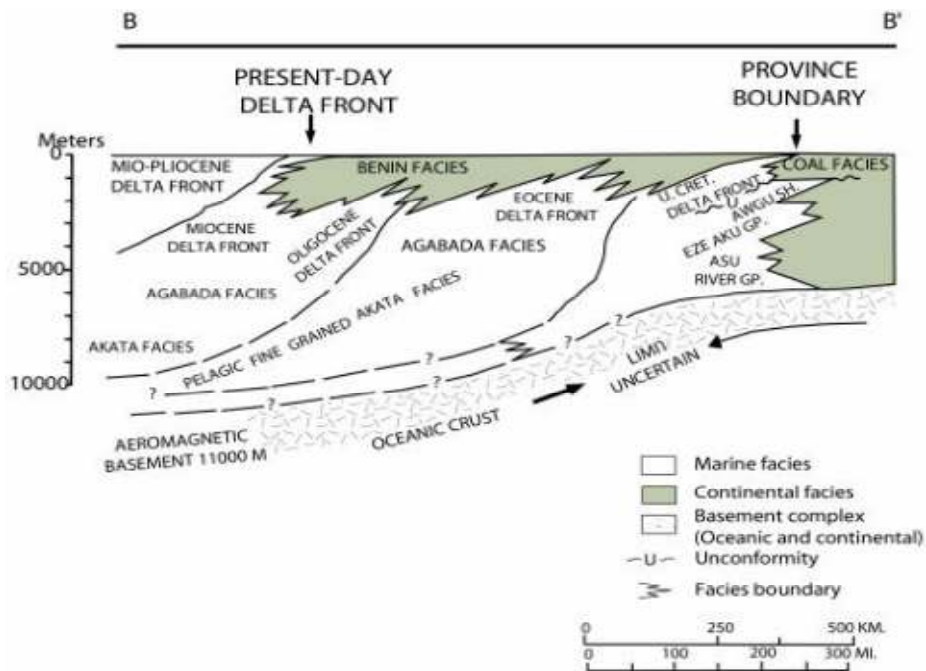 B
B'
PRESENT-DAY
DELTA FRONT
PROVINCE
BOUNDARY
Meters
0
5000
10000
MIO-PLIOCENE
DELTA FRONT
BENIN FACIES
COAL FACIES
MIOCENE
DELTA FRONT
OLIGOCENE
DELTA FRONT
EOCENE
DELTA FRONT
U. CRET.
DELTA FRONT
U
AWGU SH.
EZE AKU GP.
ASU
RIVER GP.
AGABADA FACIES
AGABADA FACIES
AKATA FACIES
PELAGIC FINE GRAINED AKATA FACIES
? ? ?
? ? ? ?
LIMIT
UNCERTAIN
OCEANIC CRUST
AEROMAGNETIC
BASEMENT 11000 M
Marine facies
Continental facies
Basement complex
(Oceanic and continental)
U Unconformity
Facies boundary
0 250 500 KM.
0 100 200 300 MI.